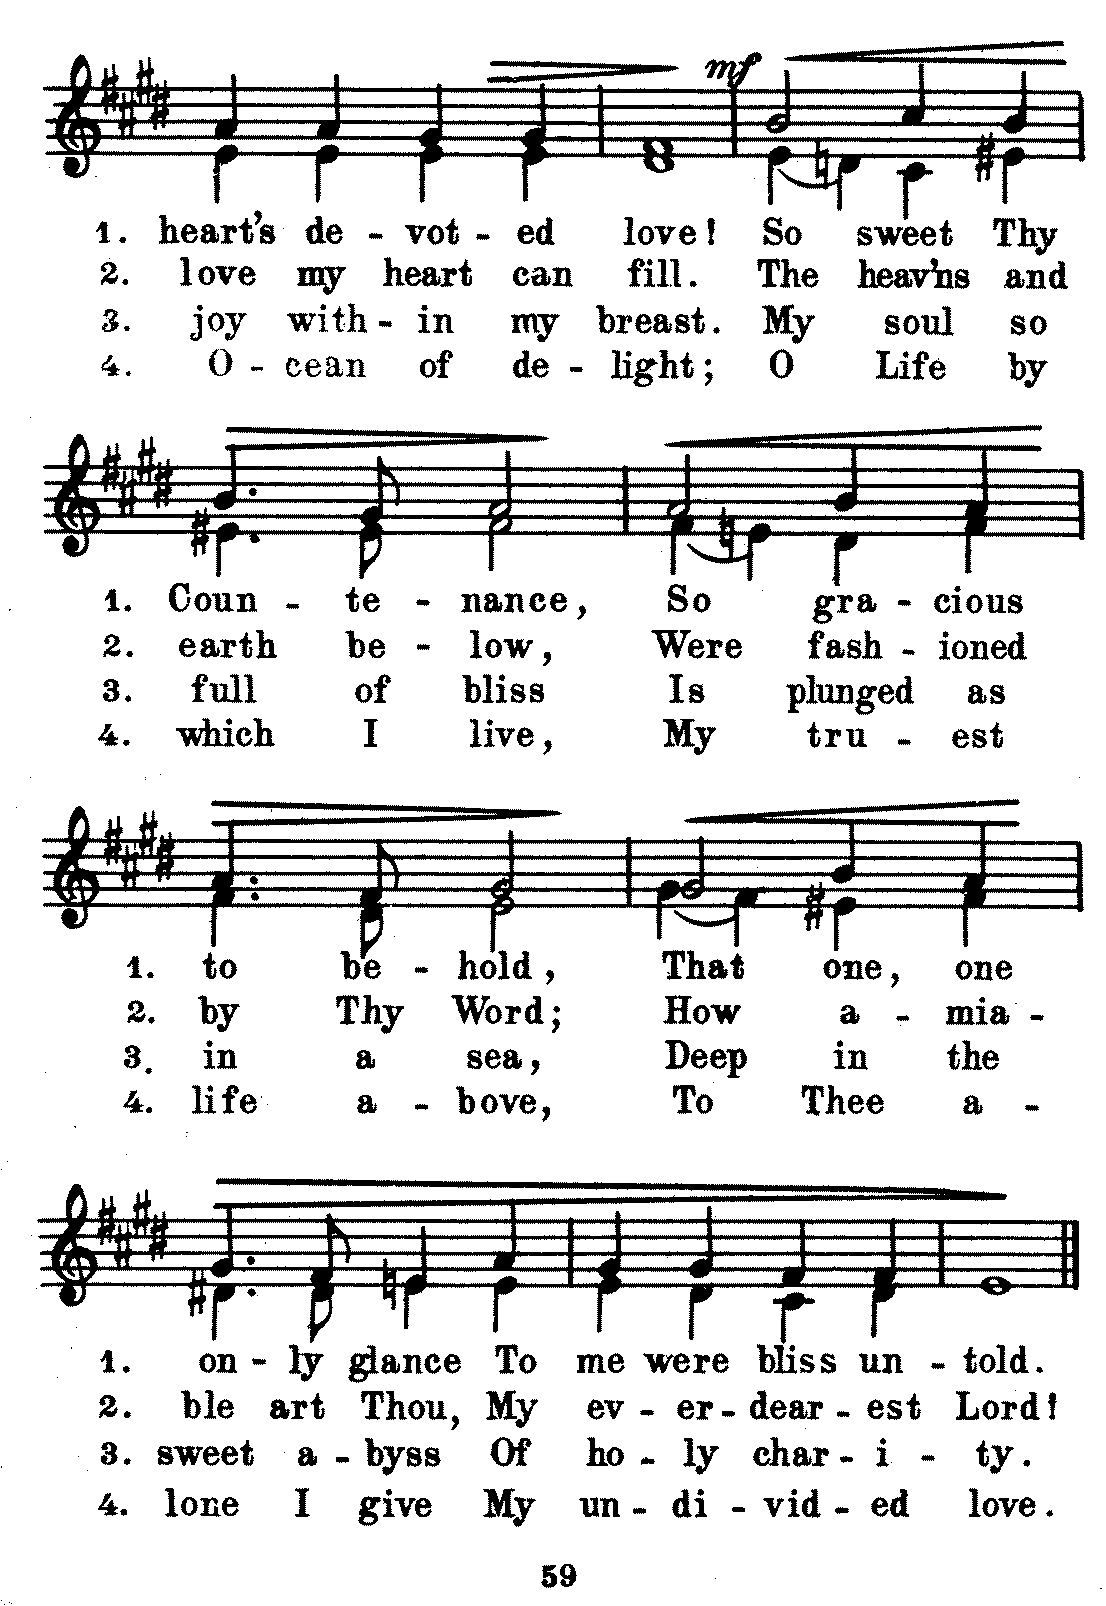 mf
1. heart's de - vot - ed love! So sweet Thy
2. love my heart can fill. The heav'ns and
3. joy with - in my breast. My soul so
4. O - cean of de - light; O Life by
1. Coun - te - nance, So gra - cious
2. earth be - low, Were fash - ioned
3. full of bliss Is plunged as
4. which I live, My tru - est
1. to be - hold, That one, one
2. by Thy Word; How a - mia -
3. in a sea, Deep in the
4. life a - bove, To Thee a -
1. on - ly glance To me were bliss un - told.
2. ble art Thou, My ev - er - dear - est Lord!
3. sweet a - byss Of ho - ly char - i - ty.
4. lone I give My un - di - vid - ed love.
59